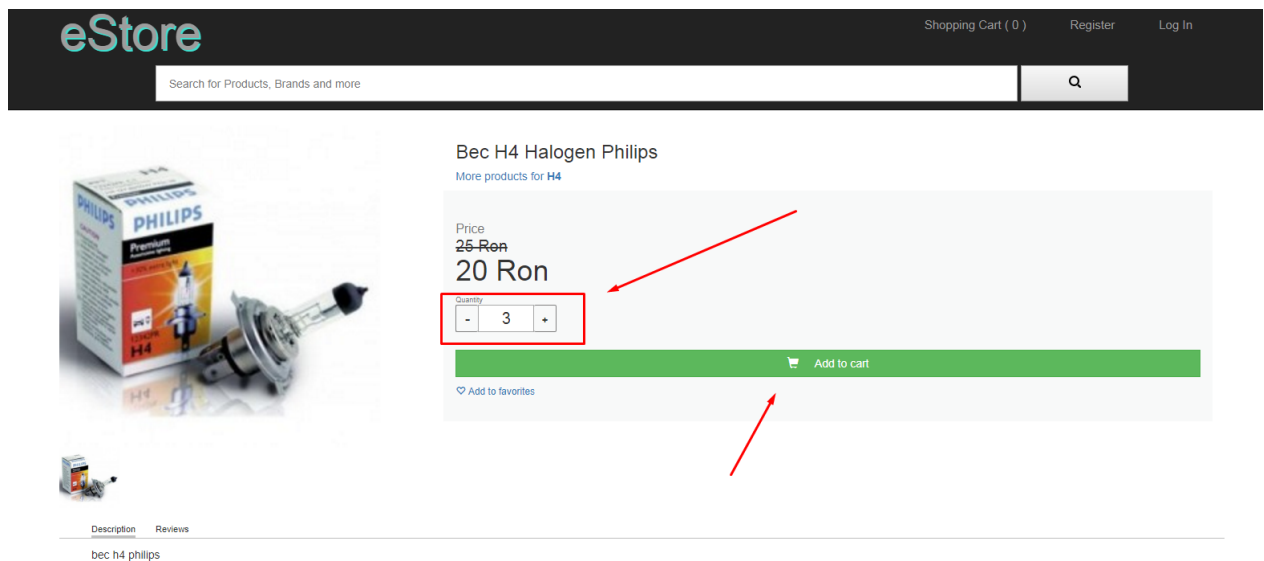 eStore
Shopping Cart ( 0 ) Register Log In
Search for Products, Brands and more
Bec H4 Halogen Philips
More products for H4
PHILIPS
PHILIPS
PHILIPS
Premium
H4
Price
25 Ron
20 Ron
Quantity
- 3 +
Add to cart
Add to favorites
Description Reviews
bec h4 philips